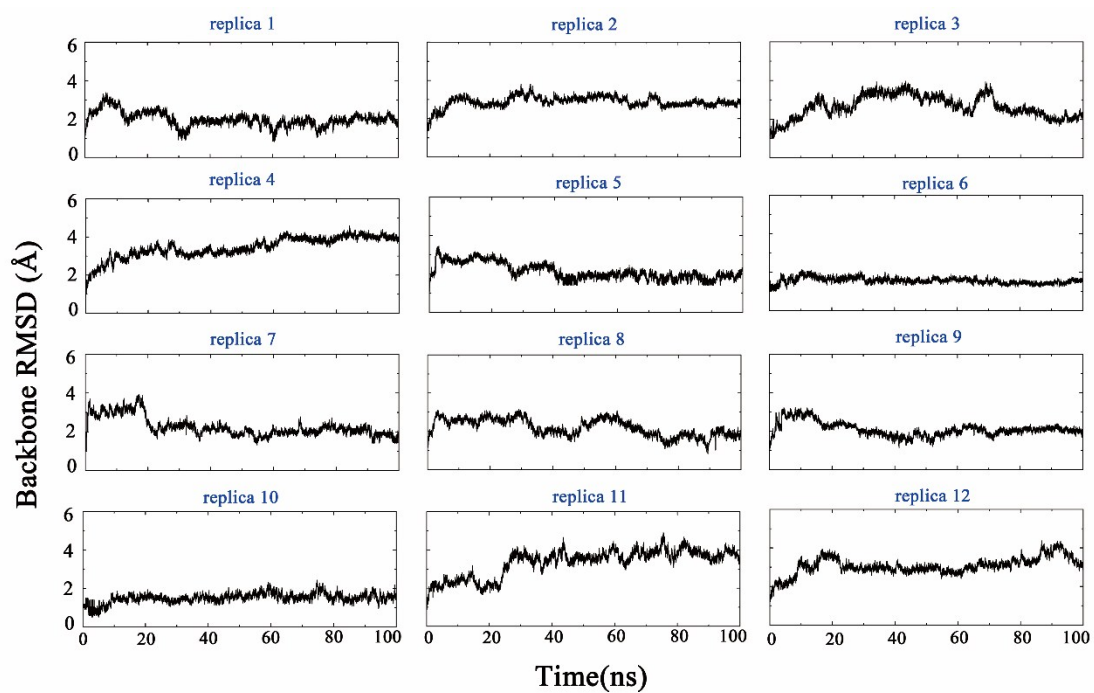 replica 1
replica 2
replica 3
6
4
2
0
replica 4
replica 5
replica 6
6
4
2
0
replica 7
replica 8
replica 9
6
4
2
0
replica 10
replica 11
replica 12
6
4
2
0
0 20 40 60 80 100
0 20 40 60 80 100
0 20 40 60 80 100
Backbone RMSD (Å)
Time(ns)